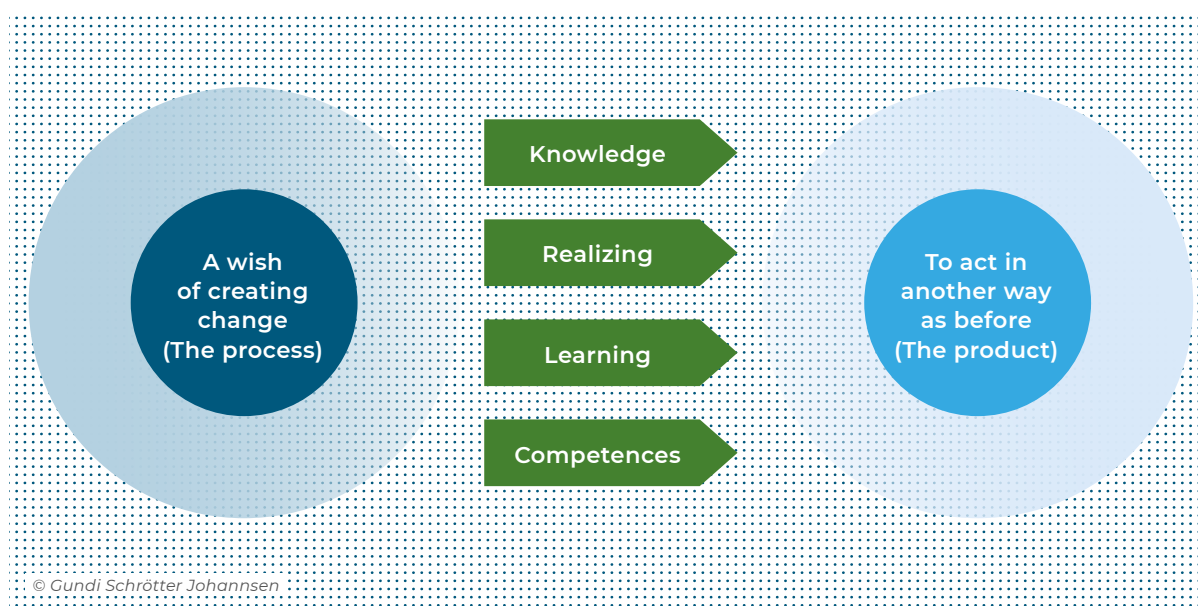 A wish
of creating
change
(The process)
Knowledge
Realizing
Learning
Competences
To act in
another way
as before
(The product)
© Gundi Schrötter Johannsen